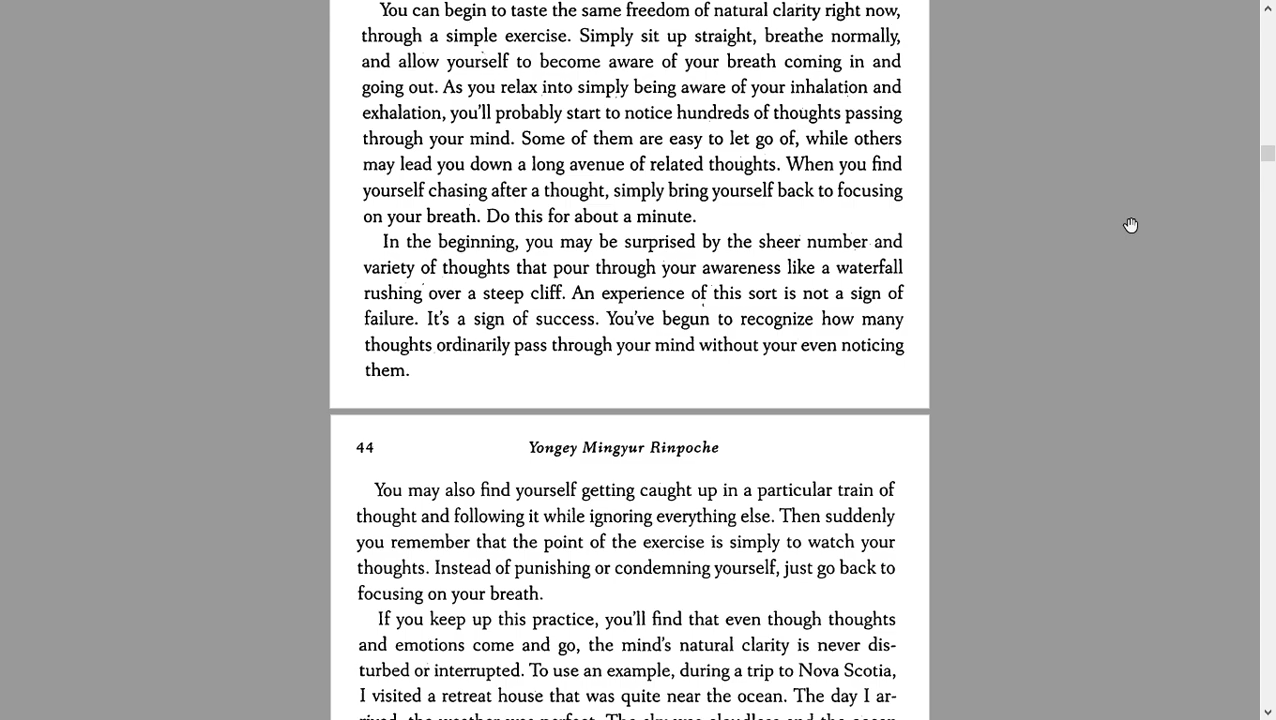 You can begin to taste the same freedom of natural clarity right now,
through a simple exercise. Simply sit up straight, breathe normally,
and allow yourself to become aware of your breath coming in and
going out. As you relax into simply being aware of your inhalation and
exhalation, you'll probably start to notice hundreds of thoughts passing
through your mind. Some of them are easy to let go of, while others
may lead you down a long avenue of related thoughts. When you find
yourself chasing after a thought, simply bring yourself back to focusing
on your breath. Do this for about a minute.
In the beginning, you may be surprised by the sheer number and
variety of thoughts that pour through your awareness like a waterfall
rushing over a steep cliff. An experience of this sort is not a sign of
failure. It's a sign of success. You've begun to recognize how many
thoughts ordinarily pass through your mind without your even noticing
them.
44 Yongey Mingyur Rinpoche
You may also find yourself getting caught up in a particular train of
thought and following it while ignoring everything else. Then suddenly
you remember that the point of the exercise is simply to watch your
thoughts. Instead of punishing or condemning yourself, just go back to
focusing on your breath.
If you keep up this practice, you'll find that even though thoughts
and emotions come and go, the mind's natural clarity is never dis-
turbed or interrupted. To use an example, during a trip to Nova Scotia,
I visited a retreat house that was quite near the ocean. The day I ar-
rived, the weather was perfect. The sky was cloudless and the ocean